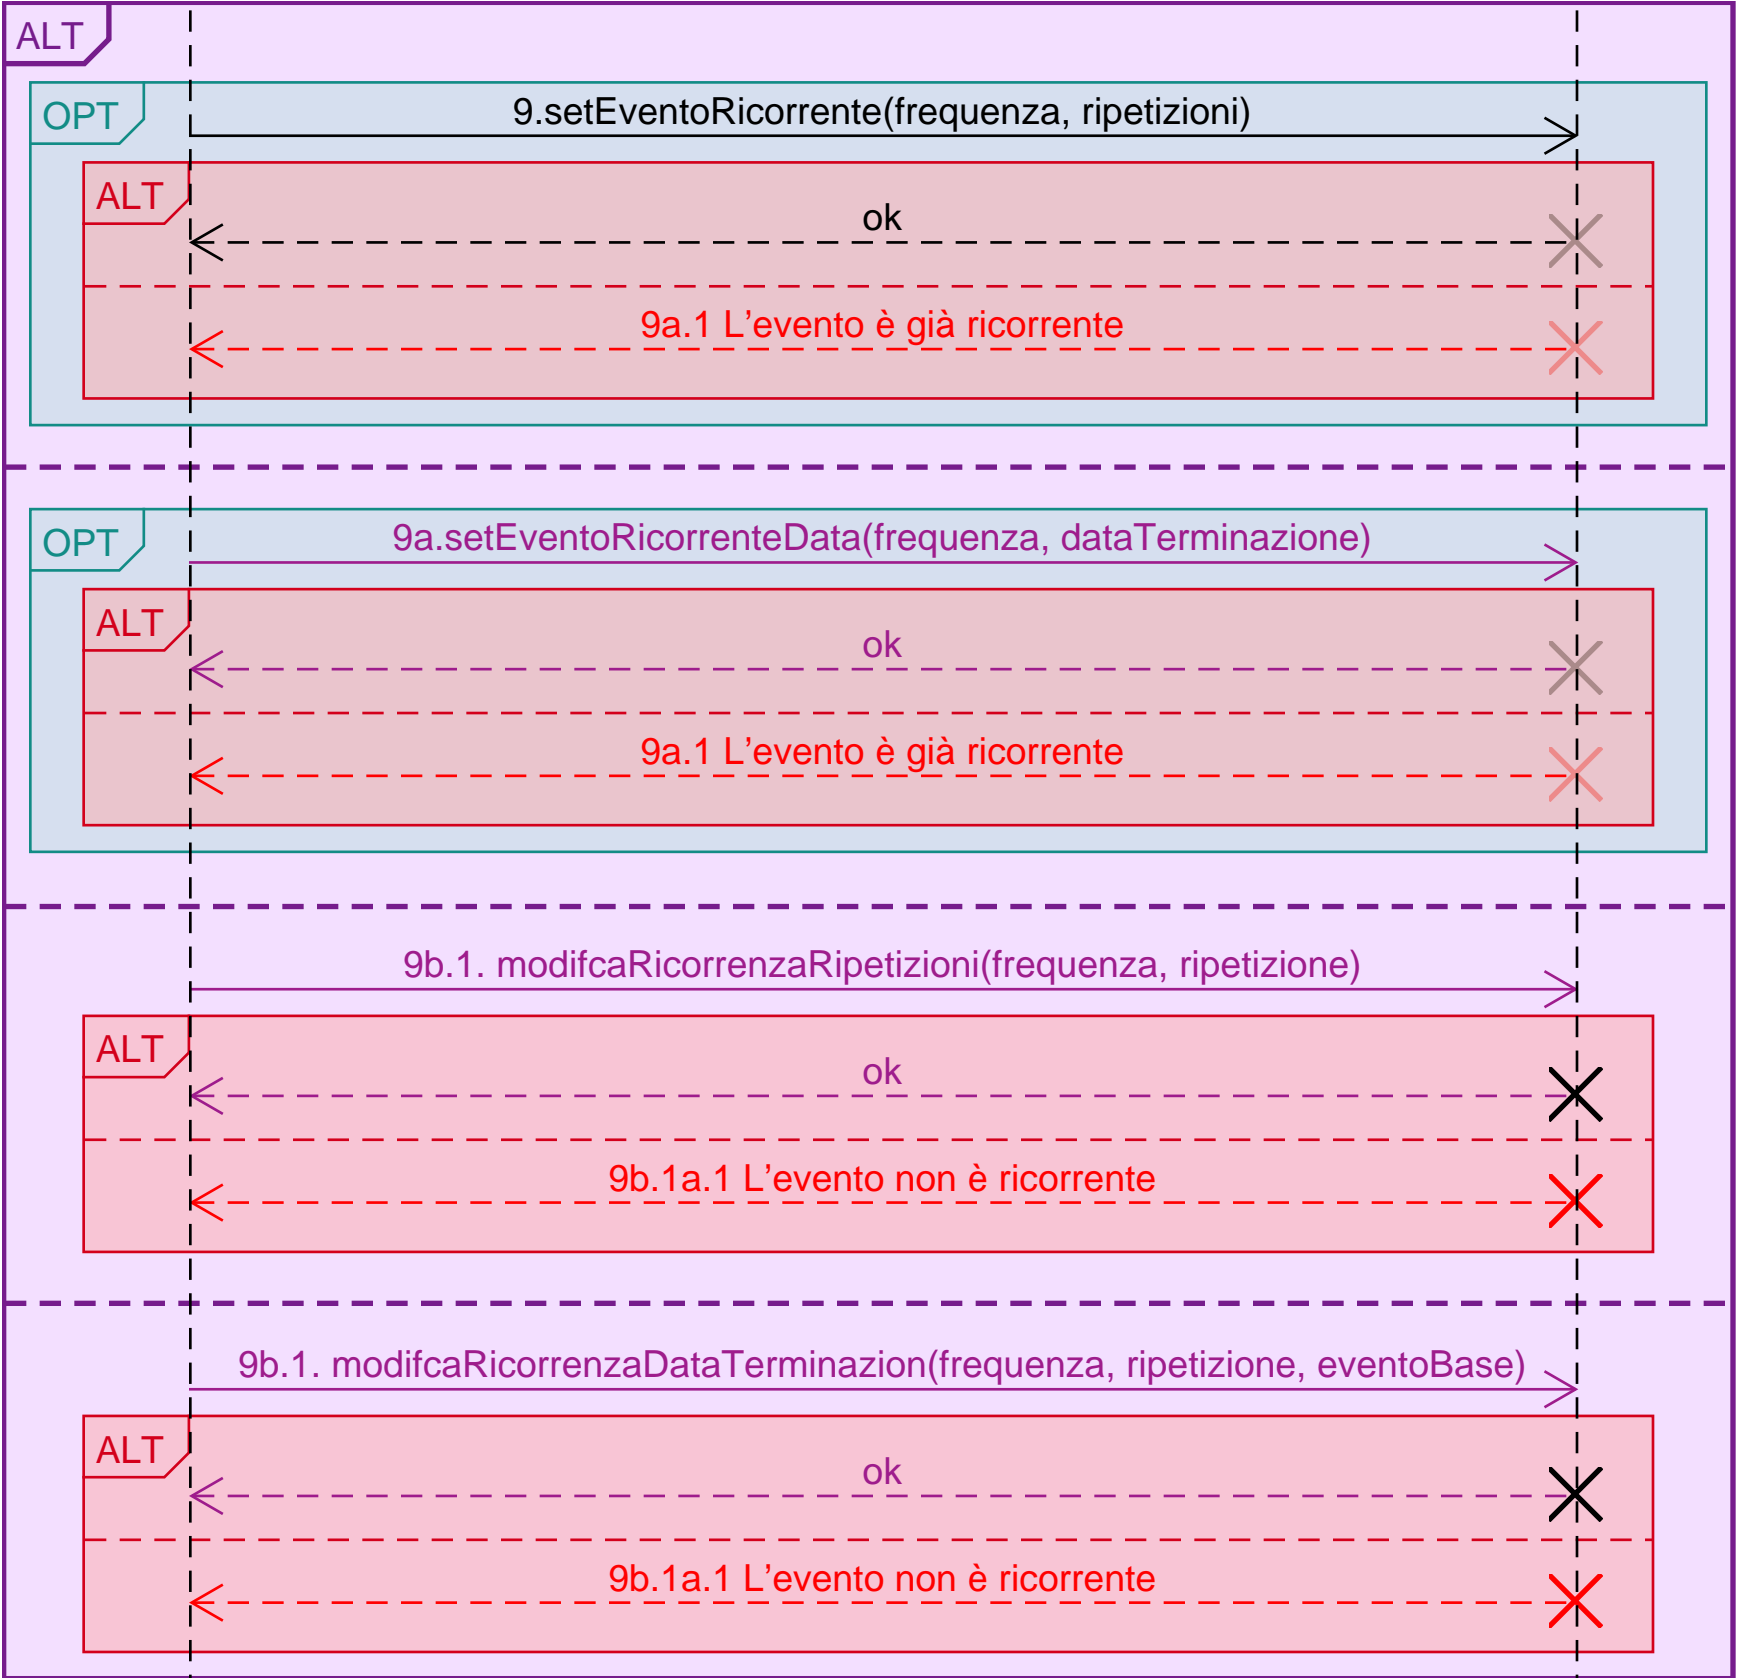 ALT
OPT
9.setEventoRicorrente(frequenza, ripetizioni)
ALT
ok
9a.1 L'evento è già ricorrente
OPT
9a.setEventoRicorrenteData(frequenza, dataTerminazione)
ALT
ok
9a.1 L'evento è già ricorrente
9b.1. modifcaRicorrenzaRipetizioni(frequenza, ripetizione)
ALT
ok
9b.1a.1 L'evento non è ricorrente
9b.1. modifcaRicorrenzaDataTerminazion(frequenza, ripetizione, eventoBase)
ALT
ok
9b.1a.1 L'evento non è ricorrente